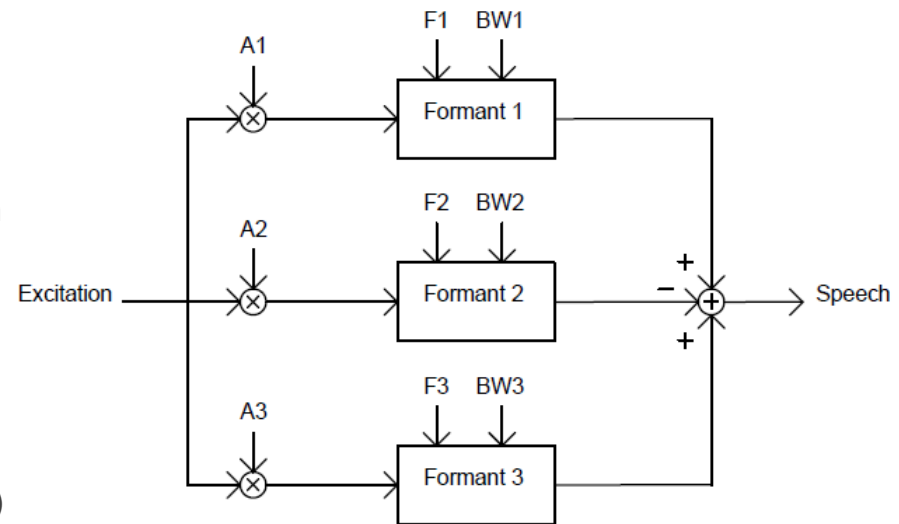 F1 BW1
A1
Formant 1
F2 BW2
A2
+
Excitation
Formant 2
−
+
Speech
+
F3 BW3
A3
Formant 3